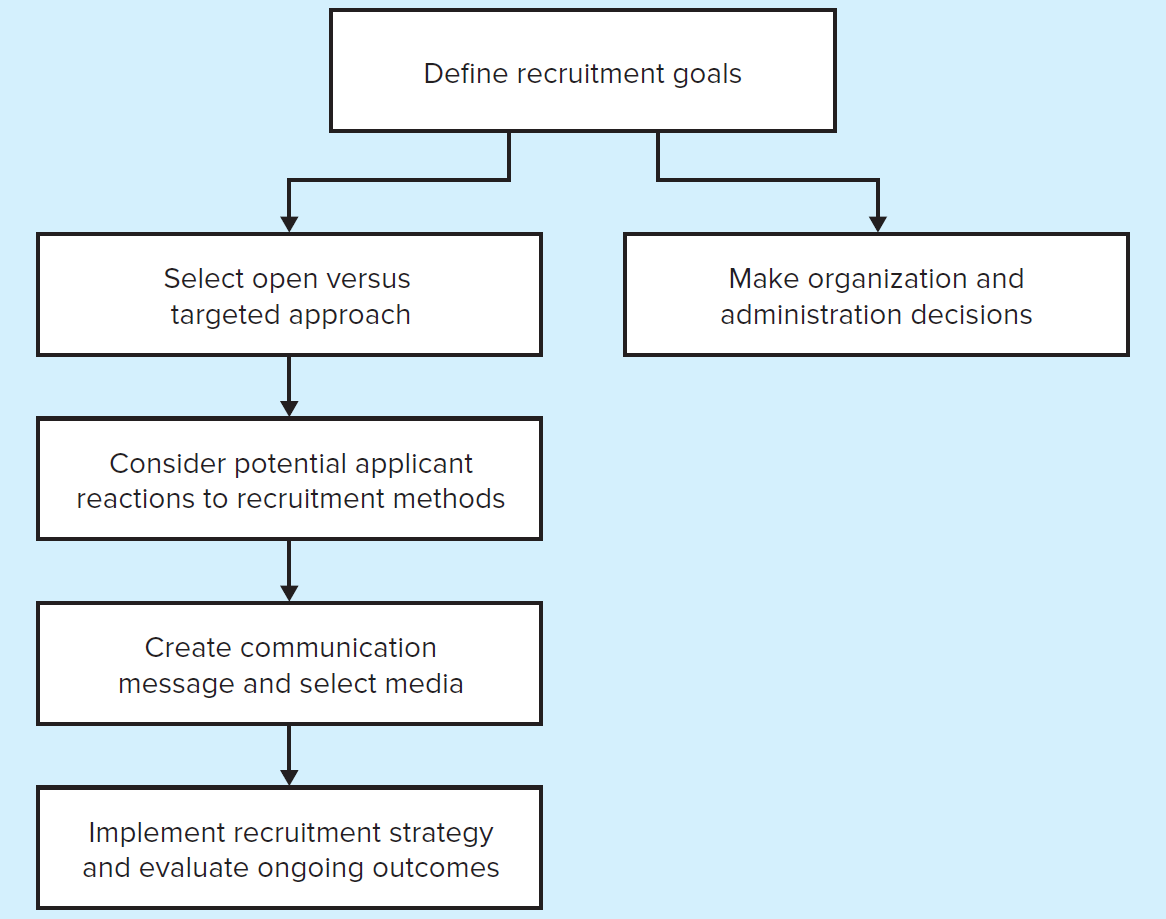 Define recruitment goals
Select open versus
targeted approach
Make organization and
administration decisions
Consider potential applicant
reactions to recruitment methods
Create communication
message and select media
Implement recruitment strategy
and evaluate ongoing outcomes